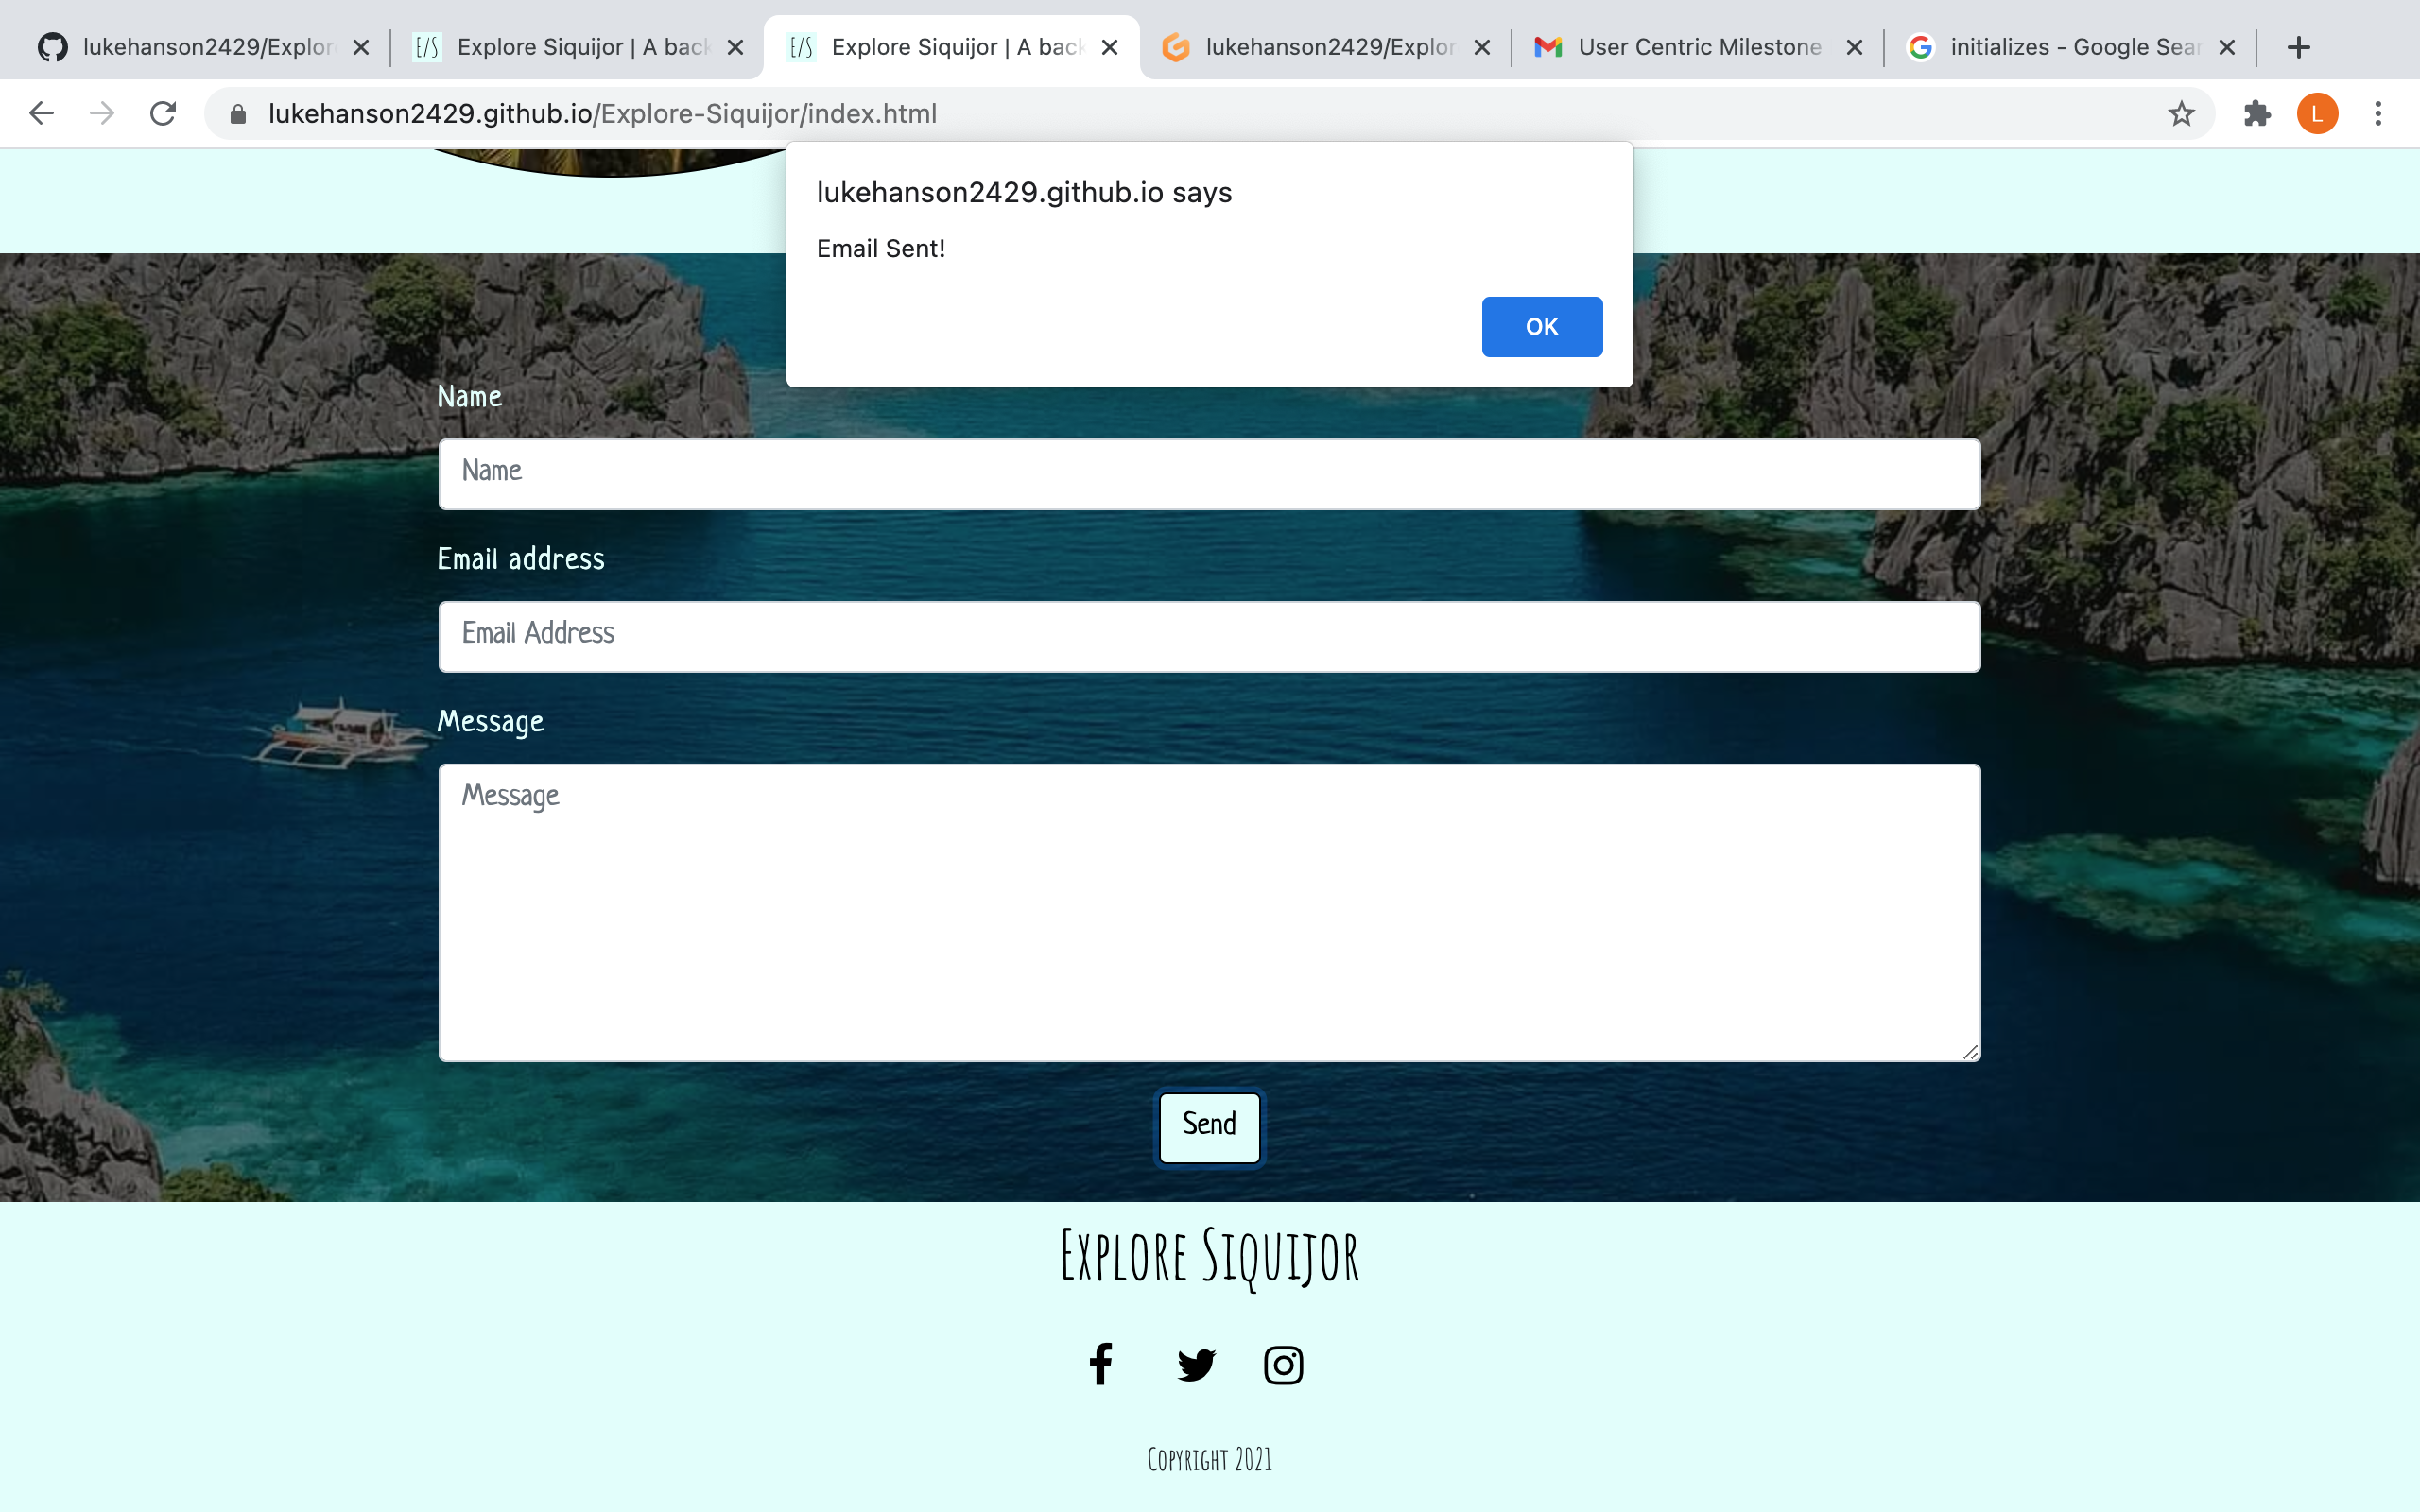 lukehanson2429/Explor
E/S Explore Siquijor | A back
E/S Explore Siquijor | A back
lukehanson2429/Explor
User Centric Milestone
initializes - Google Sear
lukehanson2429.github.io/Explore-Siquijor/index.html
L
lukehanson2429.github.io says
Email Sent!
OK
Name
Name
Email address
Email Address
Message
Message
Send
Explore Siquijor
Copyright 2021